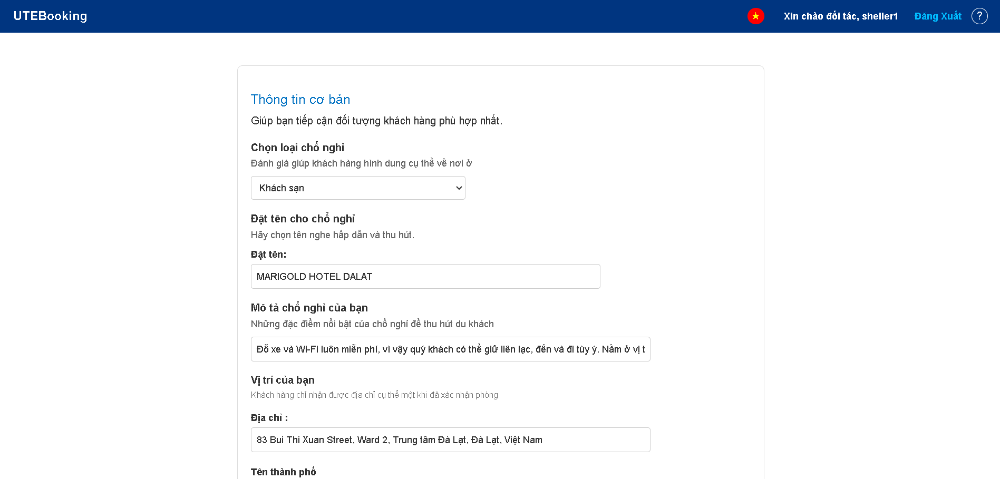 UTEBooking
Xin chào đối tác, sheller1
Đăng Xuất
?
Thông tin cơ bản
Giúp bạn tiếp cận đối tượng khách hàng phù hợp nhất.
Chọn loại chổ nghỉ
Đánh giá giúp khách hàng hình dung cụ thể về nơi ở
Khách sạn
Đặt tên cho chổ nghỉ
Hãy chọn tên nghe hấp dẫn và thu hút.
Đặt tên:
MARIGOLD HOTEL DALAT
Mô tả chổ nghỉ của bạn
Những đặc điểm nổi bật của chổ nghỉ để thu hút du khách
Đỗ xe và Wi-Fi luôn miễn phí, vì vậy quý khách có thể giữ liên lạc, đến và đi tùy ý. Nằm ở vị t
Vị trí của bạn
Khách hàng chỉ nhận được địa chỉ cụ thể một khi đã xác nhận phòng
Địa chỉ :
83 Bui Thi Xuan Street, Ward 2, Trung tâm Đà Lạt, Đà Lạt, Việt Nam
Tên thành phố